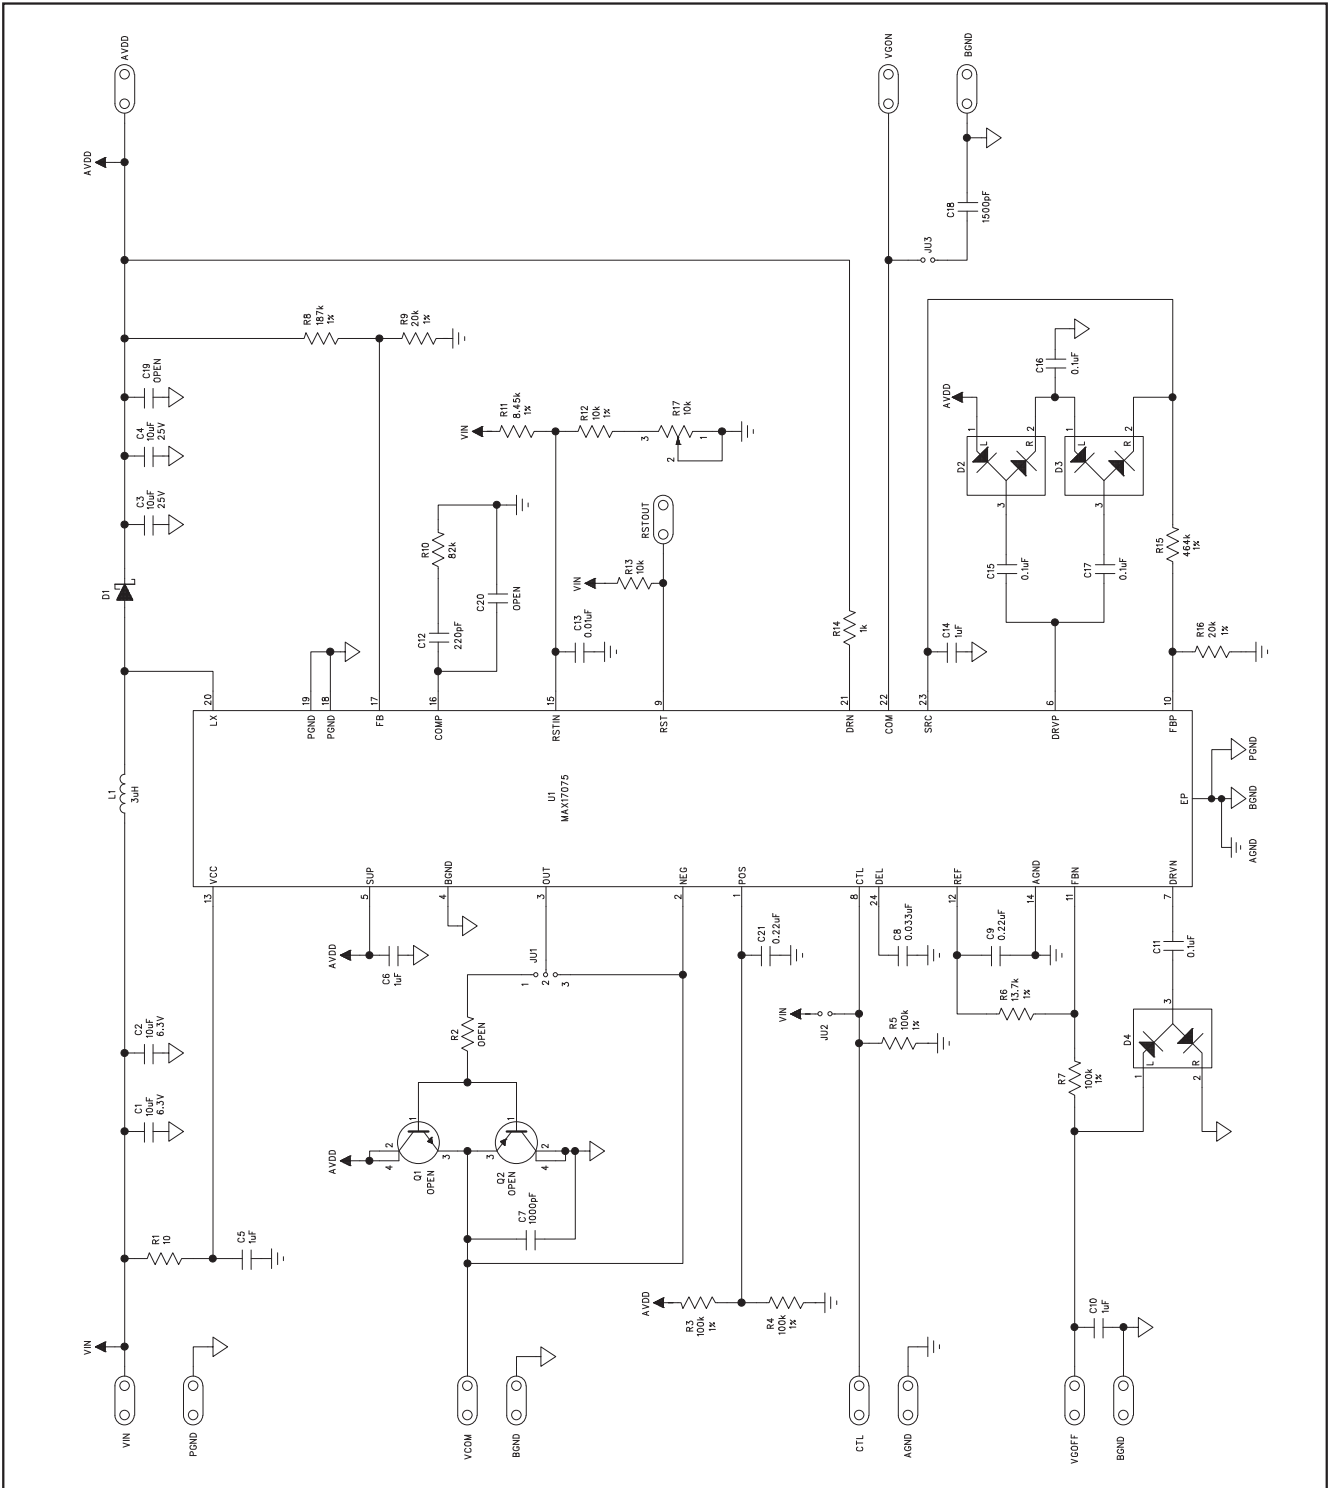 VIN
PGND
VCOM
BGND
CTL
AGND
VGOFF
BGND
VIN
R1
10
C5
1uF
C1
10uF
6.3V
C2
10uF
6.3V
L1
3uH
D1
C3
10uF
25V
C4
10uF
25V
C19
OPEN
AVDD
AVDD
AVDD
Q1
OPEN
1
2
3
4
Q2
OPEN
1
2
3
4
C7
1000pF
R2
OPEN
JU1
1
2
3
AVDD
C6
1uF
AVDD
R3
100k
1%
R4
100k
1%
C21
0.22uF
VIN
JU2
R5
100k
1%
C8
0.033uF
C9
0.22uF
R6
13.7k
1%
R7
100k
1%
C10
1uF
D4
L
R
1
2
3
C11
0.1uF
13
VCC
5
SUP
4
BGND
3
OUT
2
NEG
1
POS
8
CTL
24
DEL
12
REF
14
AGND
11
FBN
7
DRVN
U1
MAX17075
EP
AGND
BGND
PGND
20
LX
19
PGND
18
PGND
17
FB
16
COMP
15
RSTIN
9
RST
21
DRN
22
COM
23
SRC
6
DRVP
10
FBP
R8
187k
1%
R9
20k
1%
C12
220pF
R10
82k
C20
OPEN
VIN
R11
8.45k
1%
R12
10k
1%
R17
10k
1
2
3
C13
0.01uF
VIN
R13
10k
RSTOUT
R14
1k
C14
1uF
C15
0.1uF
C17
0.1uF
AVDD
D2
L
R
1
2
3
D3
L
R
1
2
3
C16
0.1uF
R15
464k
1%
R16
20k
1%
JU3
C18
1500pF
VGON
BGND